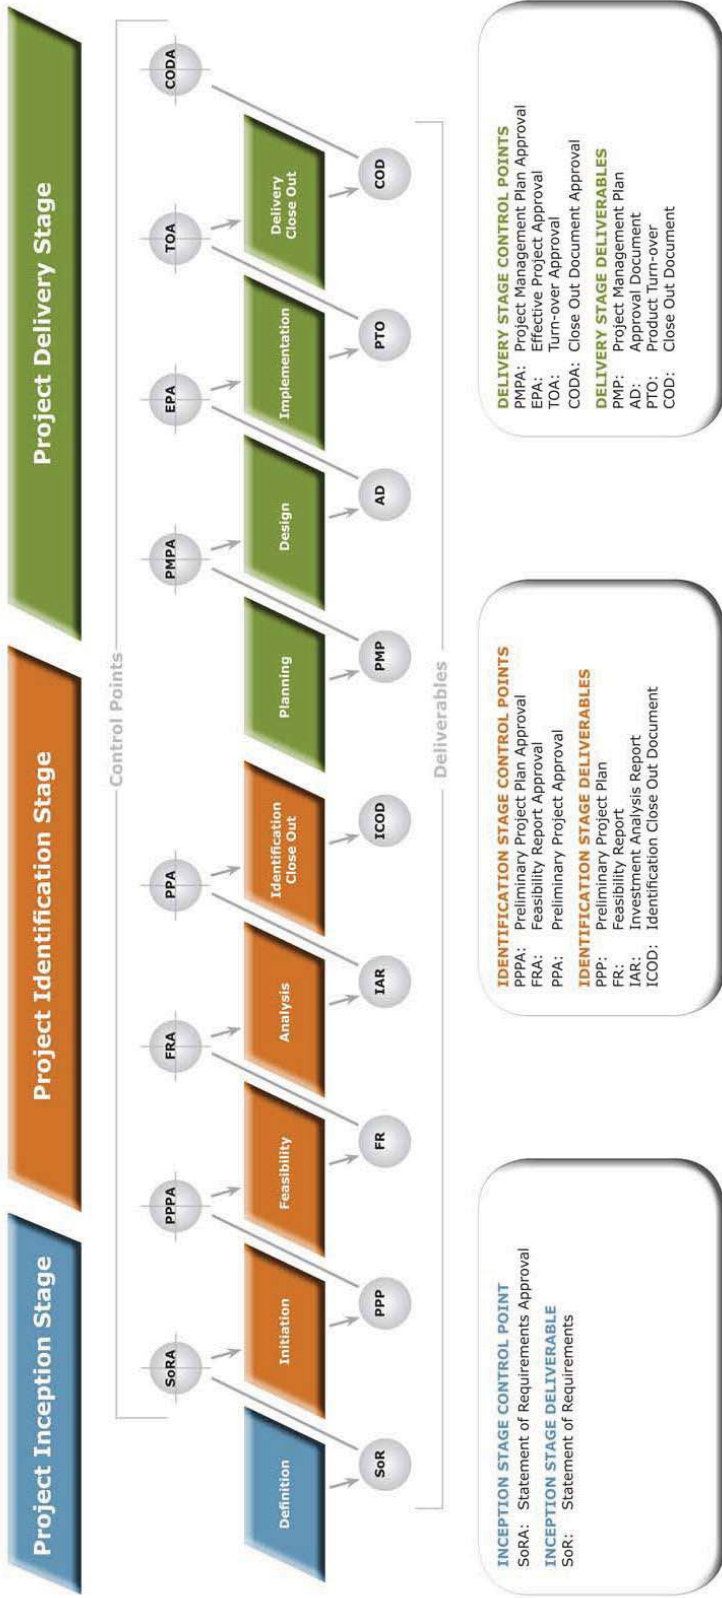 Project Inception Stage
Project Identification Stage
Project Delivery Stage
Control Points
SoRA
PPPA
FRA
PPA
PMPA
EPA
TOA
CODA
Definition
Initiation
Feasibility
Analysis
Identification
Close Out
Planning
Design
Implementation
Delivery
Close Out
SoR
PPP
FR
IAR
ICOD
PMP
AD
PTO
COD
Deliverables
INCEPTION STAGE CONTROL POINT
SoRA: Statement of Requirements Approval
INCEPTION STAGE DELIVERABLE
SoR: Statement of Requirements
IDENTIFICATION STAGE CONTROL POINTS
PPPA: Preliminary Project Plan Approval
FRA: Feasibility Report Approval
PPA: Preliminary Project Approval
IDENTIFICATION STAGE DELIVERABLES
PPP: Preliminary Project Plan
FR: Feasibility Report
IAR: Investment Analysis Report
ICOD: Identification Close Out Document
DELIVERY STAGE CONTROL POINTS
PMPA: Project Management Plan Approval
EPA: Effective Project Approval
TOA: Turn-over Approval
CODA: Close Out Document Approval
DELIVERY STAGE DELIVERABLES
PMP: Project Management Plan
AD: Approval Document
PTO: Product Turn-over
COD: Close Out Document